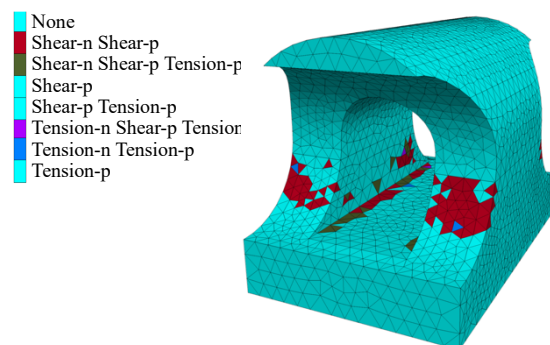 None
Shear-n Shear-p
Shear-n Shear-p Tension-p
Shear-p
Shear-p Tension-p
Tension-n Shear-p Tension
Tension-n Tension-p
Tension-p